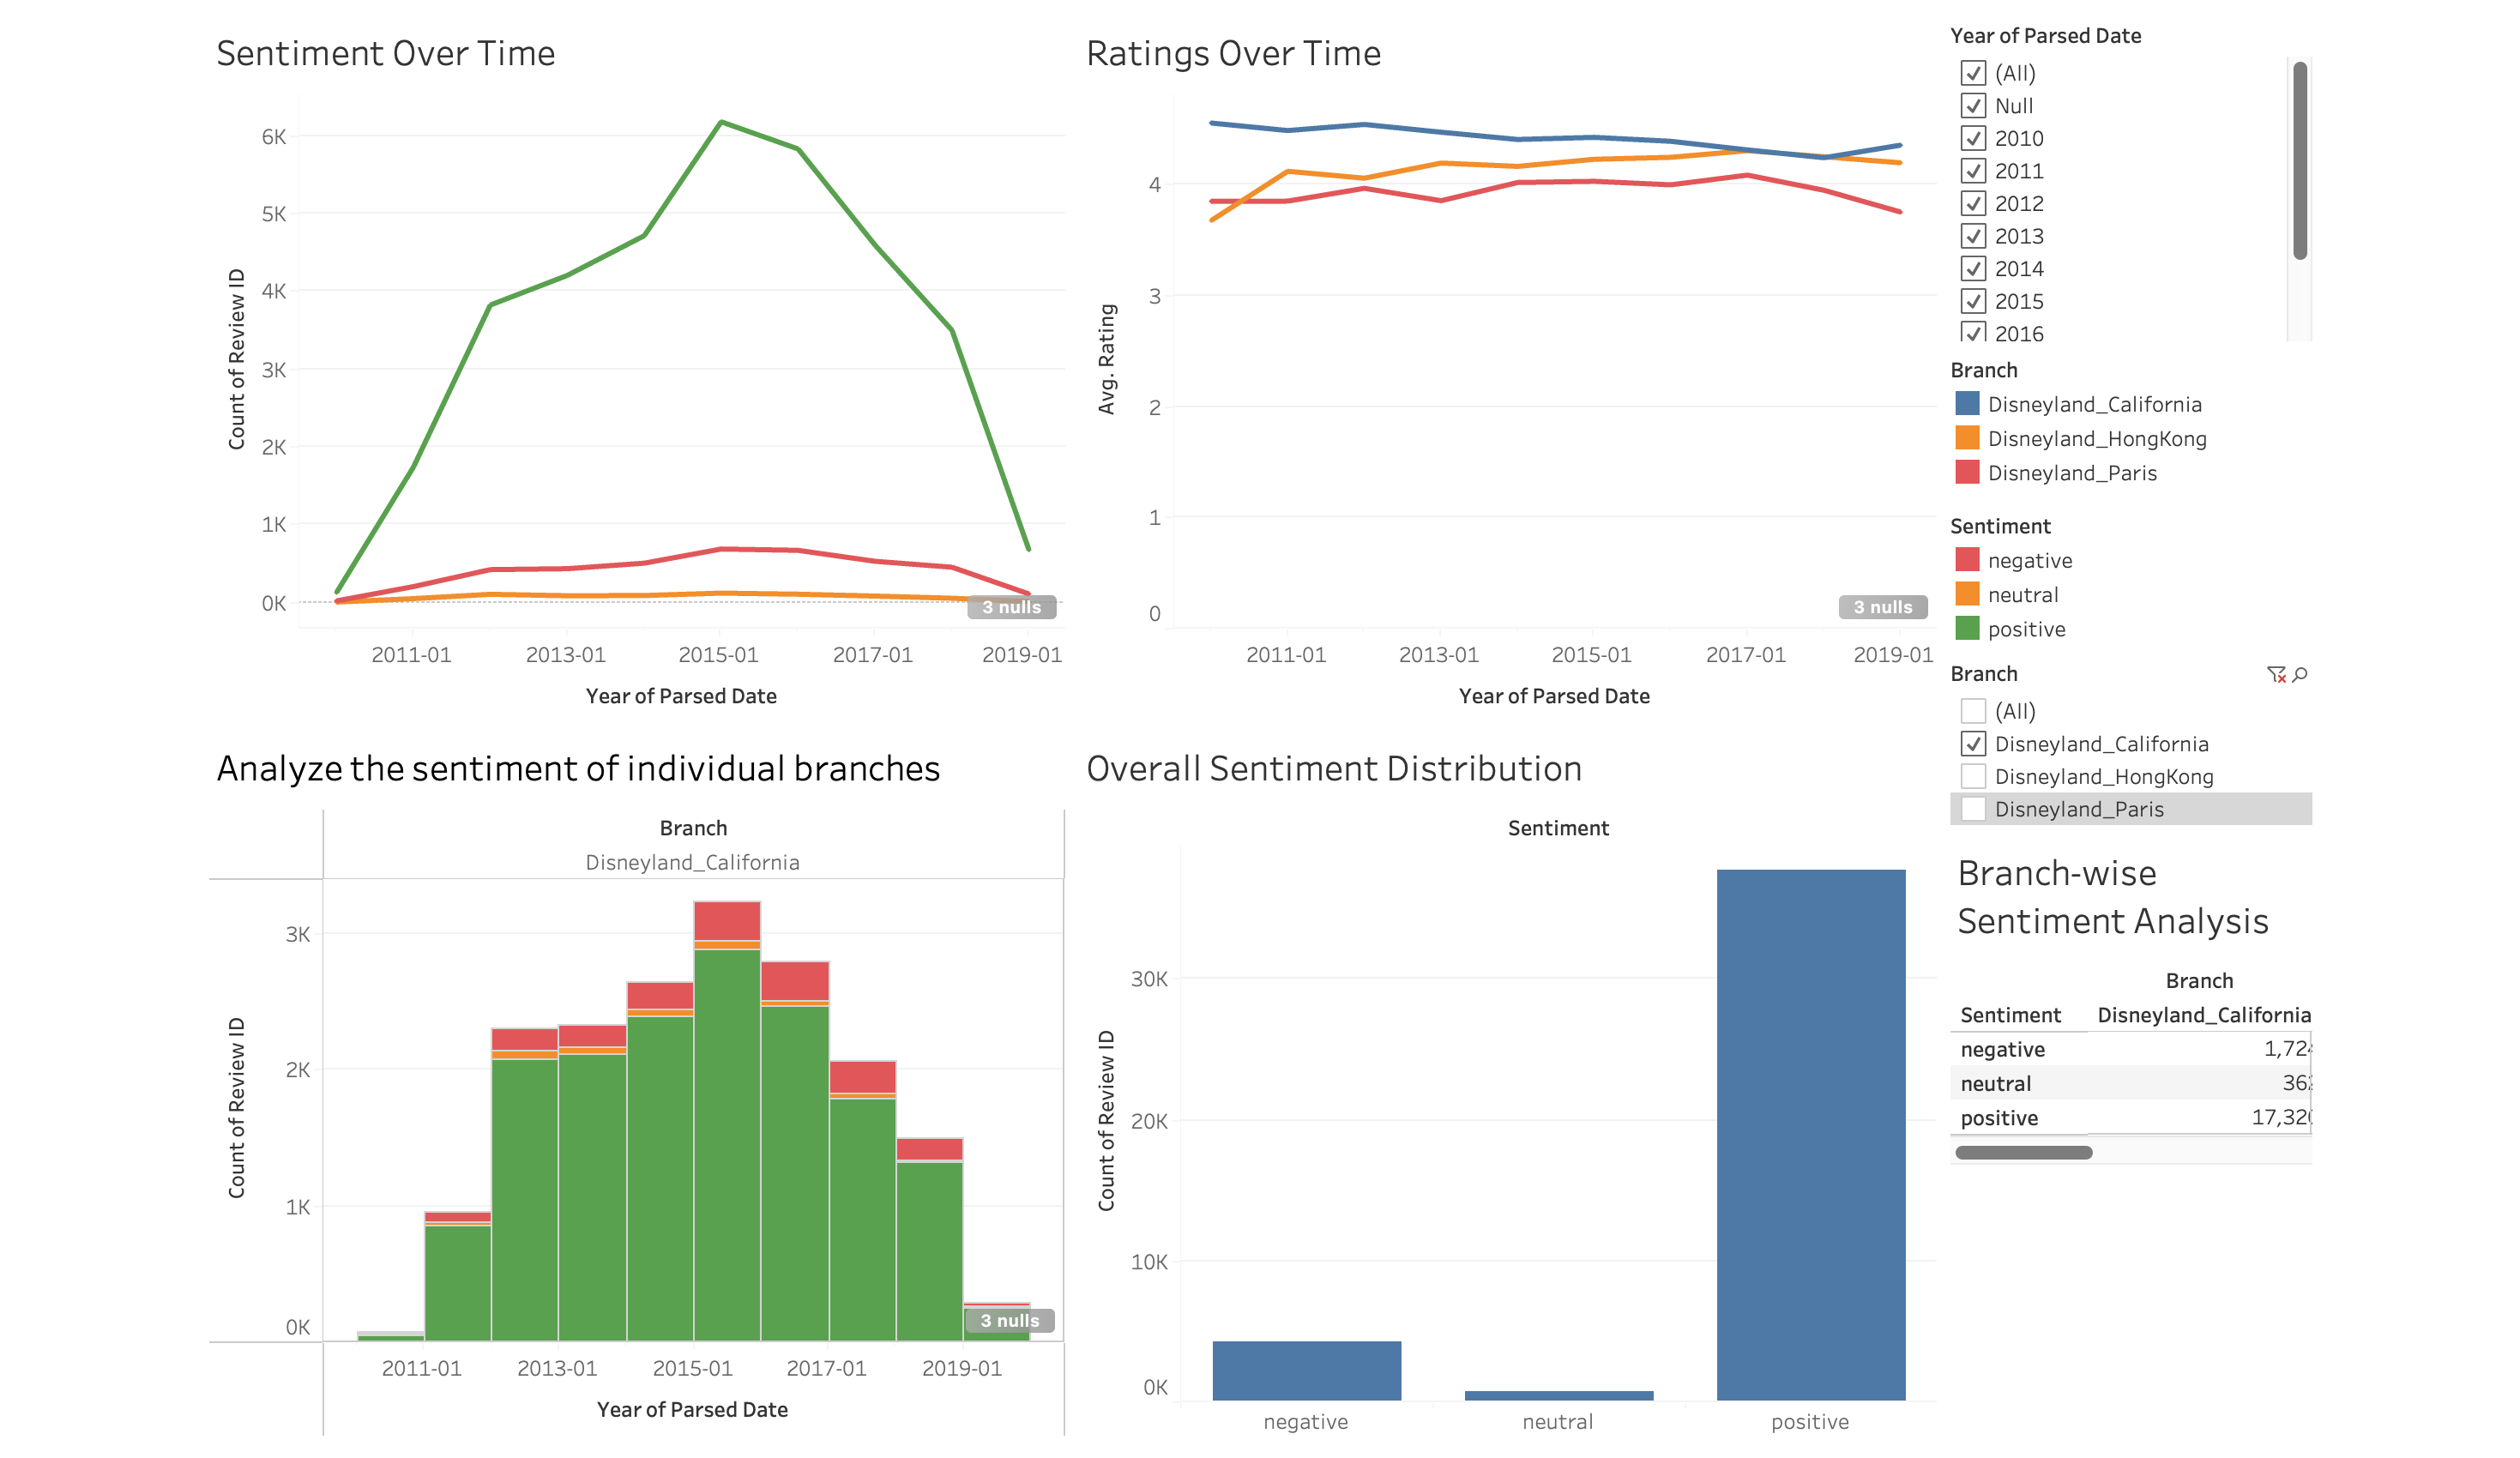 Sentiment Over Time
6K
5K
4K
3K
2K
1K
0K
Count of Review ID
3 nulls
2011-01 2013-01 2015-01 2017-01 2019-01
Year of Parsed Date
Ratings Over Time
4
3
2
1
0
Avg. Rating
3 nulls
2011-01 2013-01 2015-01 2017-01 2019-01
Year of Parsed Date
Year of Parsed Date
(All)
Null
2010
2011
2012
2013
2014
2015
2016
Branch
Disneyland_California
Disneyland_HongKong
Disneyland_Paris
Sentiment
negative
neutral
positive
Branch
(All)
Disneyland_California
Disneyland_HongKong
Disneyland_Paris
Analyze the sentiment of individual branches
Branch
Disneyland_California
3K
2K
1K
0K
Count of Review ID
3 nulls
2011-01 2013-01 2015-01 2017-01 2019-01
Year of Parsed Date
Overall Sentiment Distribution
Sentiment
30K
20K
10K
0K
Count of Review ID
negative neutral positive
Branch-wise
Sentiment Analysis
Branch
Sentiment Disneyland_California
negative
neutral
positive